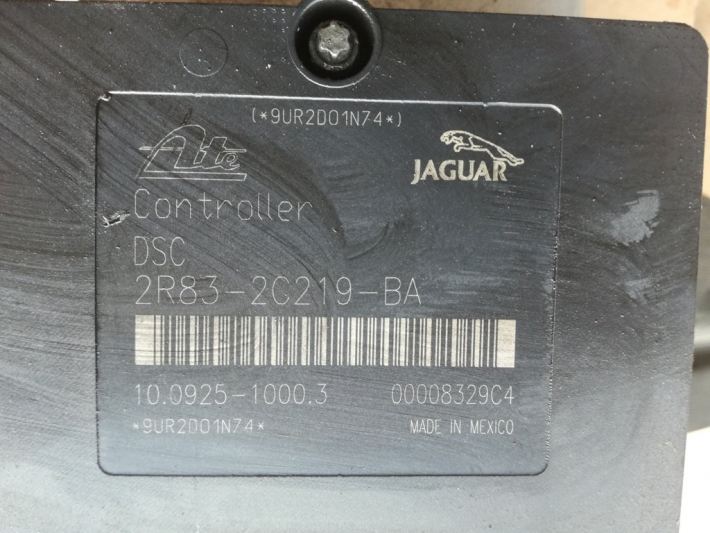 (*9UR2D01N74*)
Ate
JAGUAR
Controller
DSC
2R83-2C219-BA
10.0925-1000.3 00008329C4
*9UR2D01N74* MADE IN MEXICO